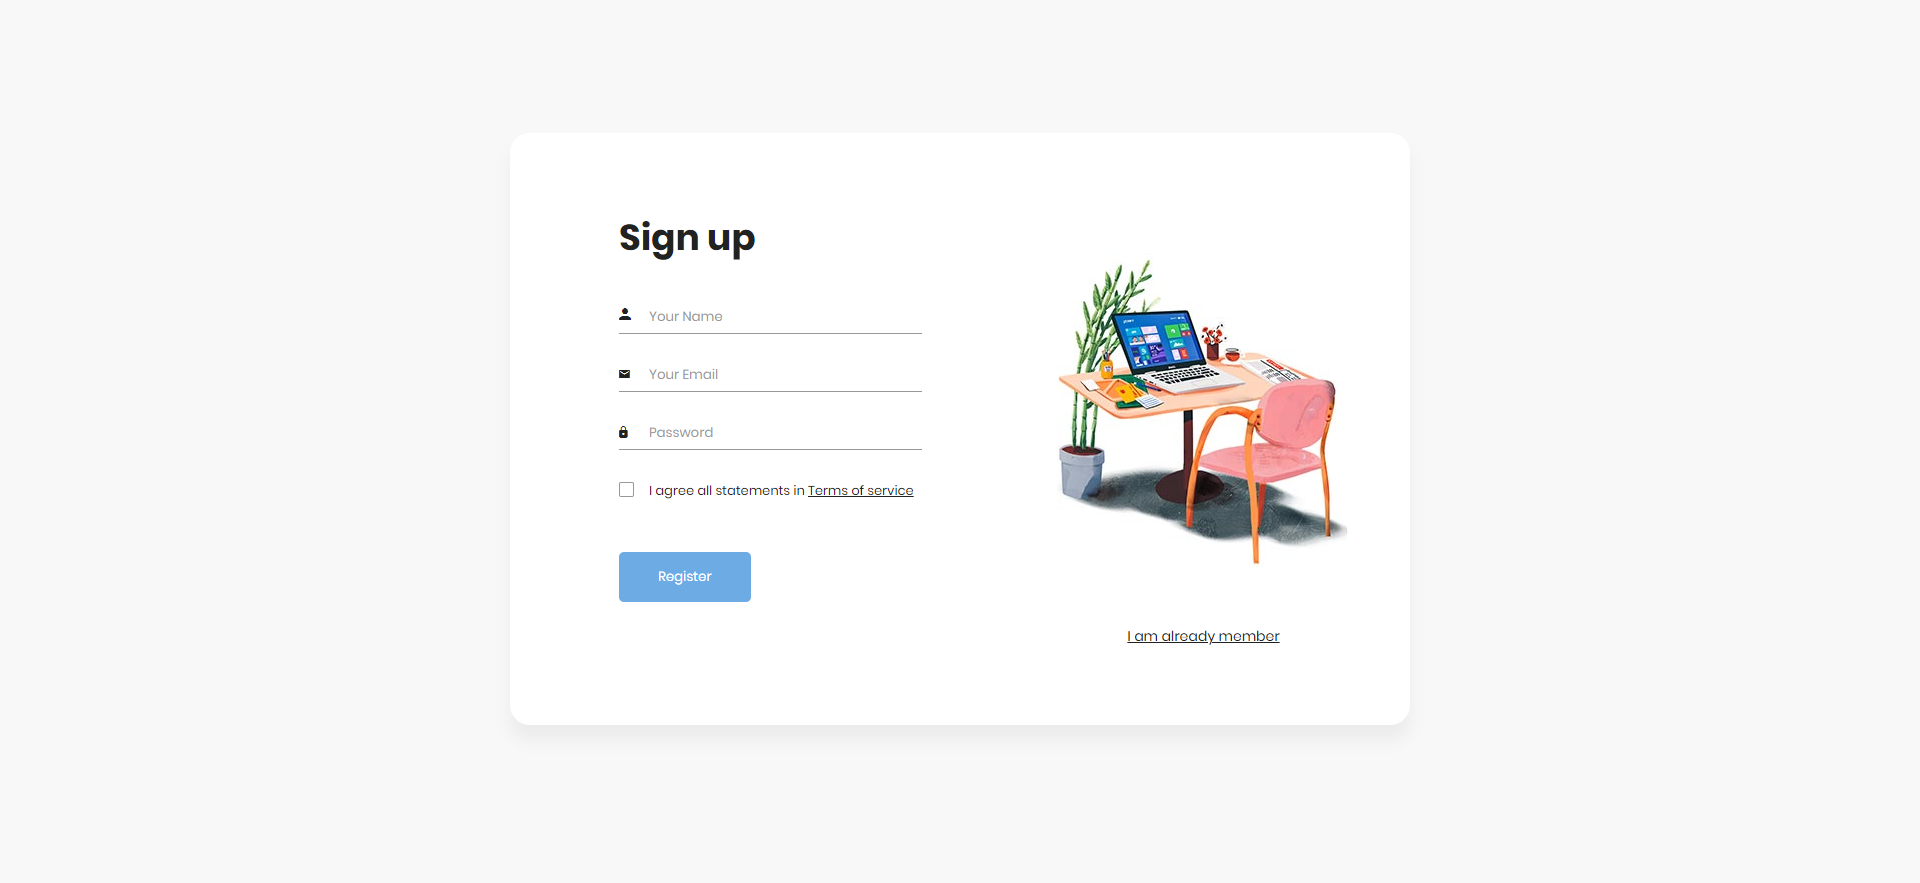 Sign up
Your Name
Your Email
Password
I agree all statements in Terms of service
Register
I am already member